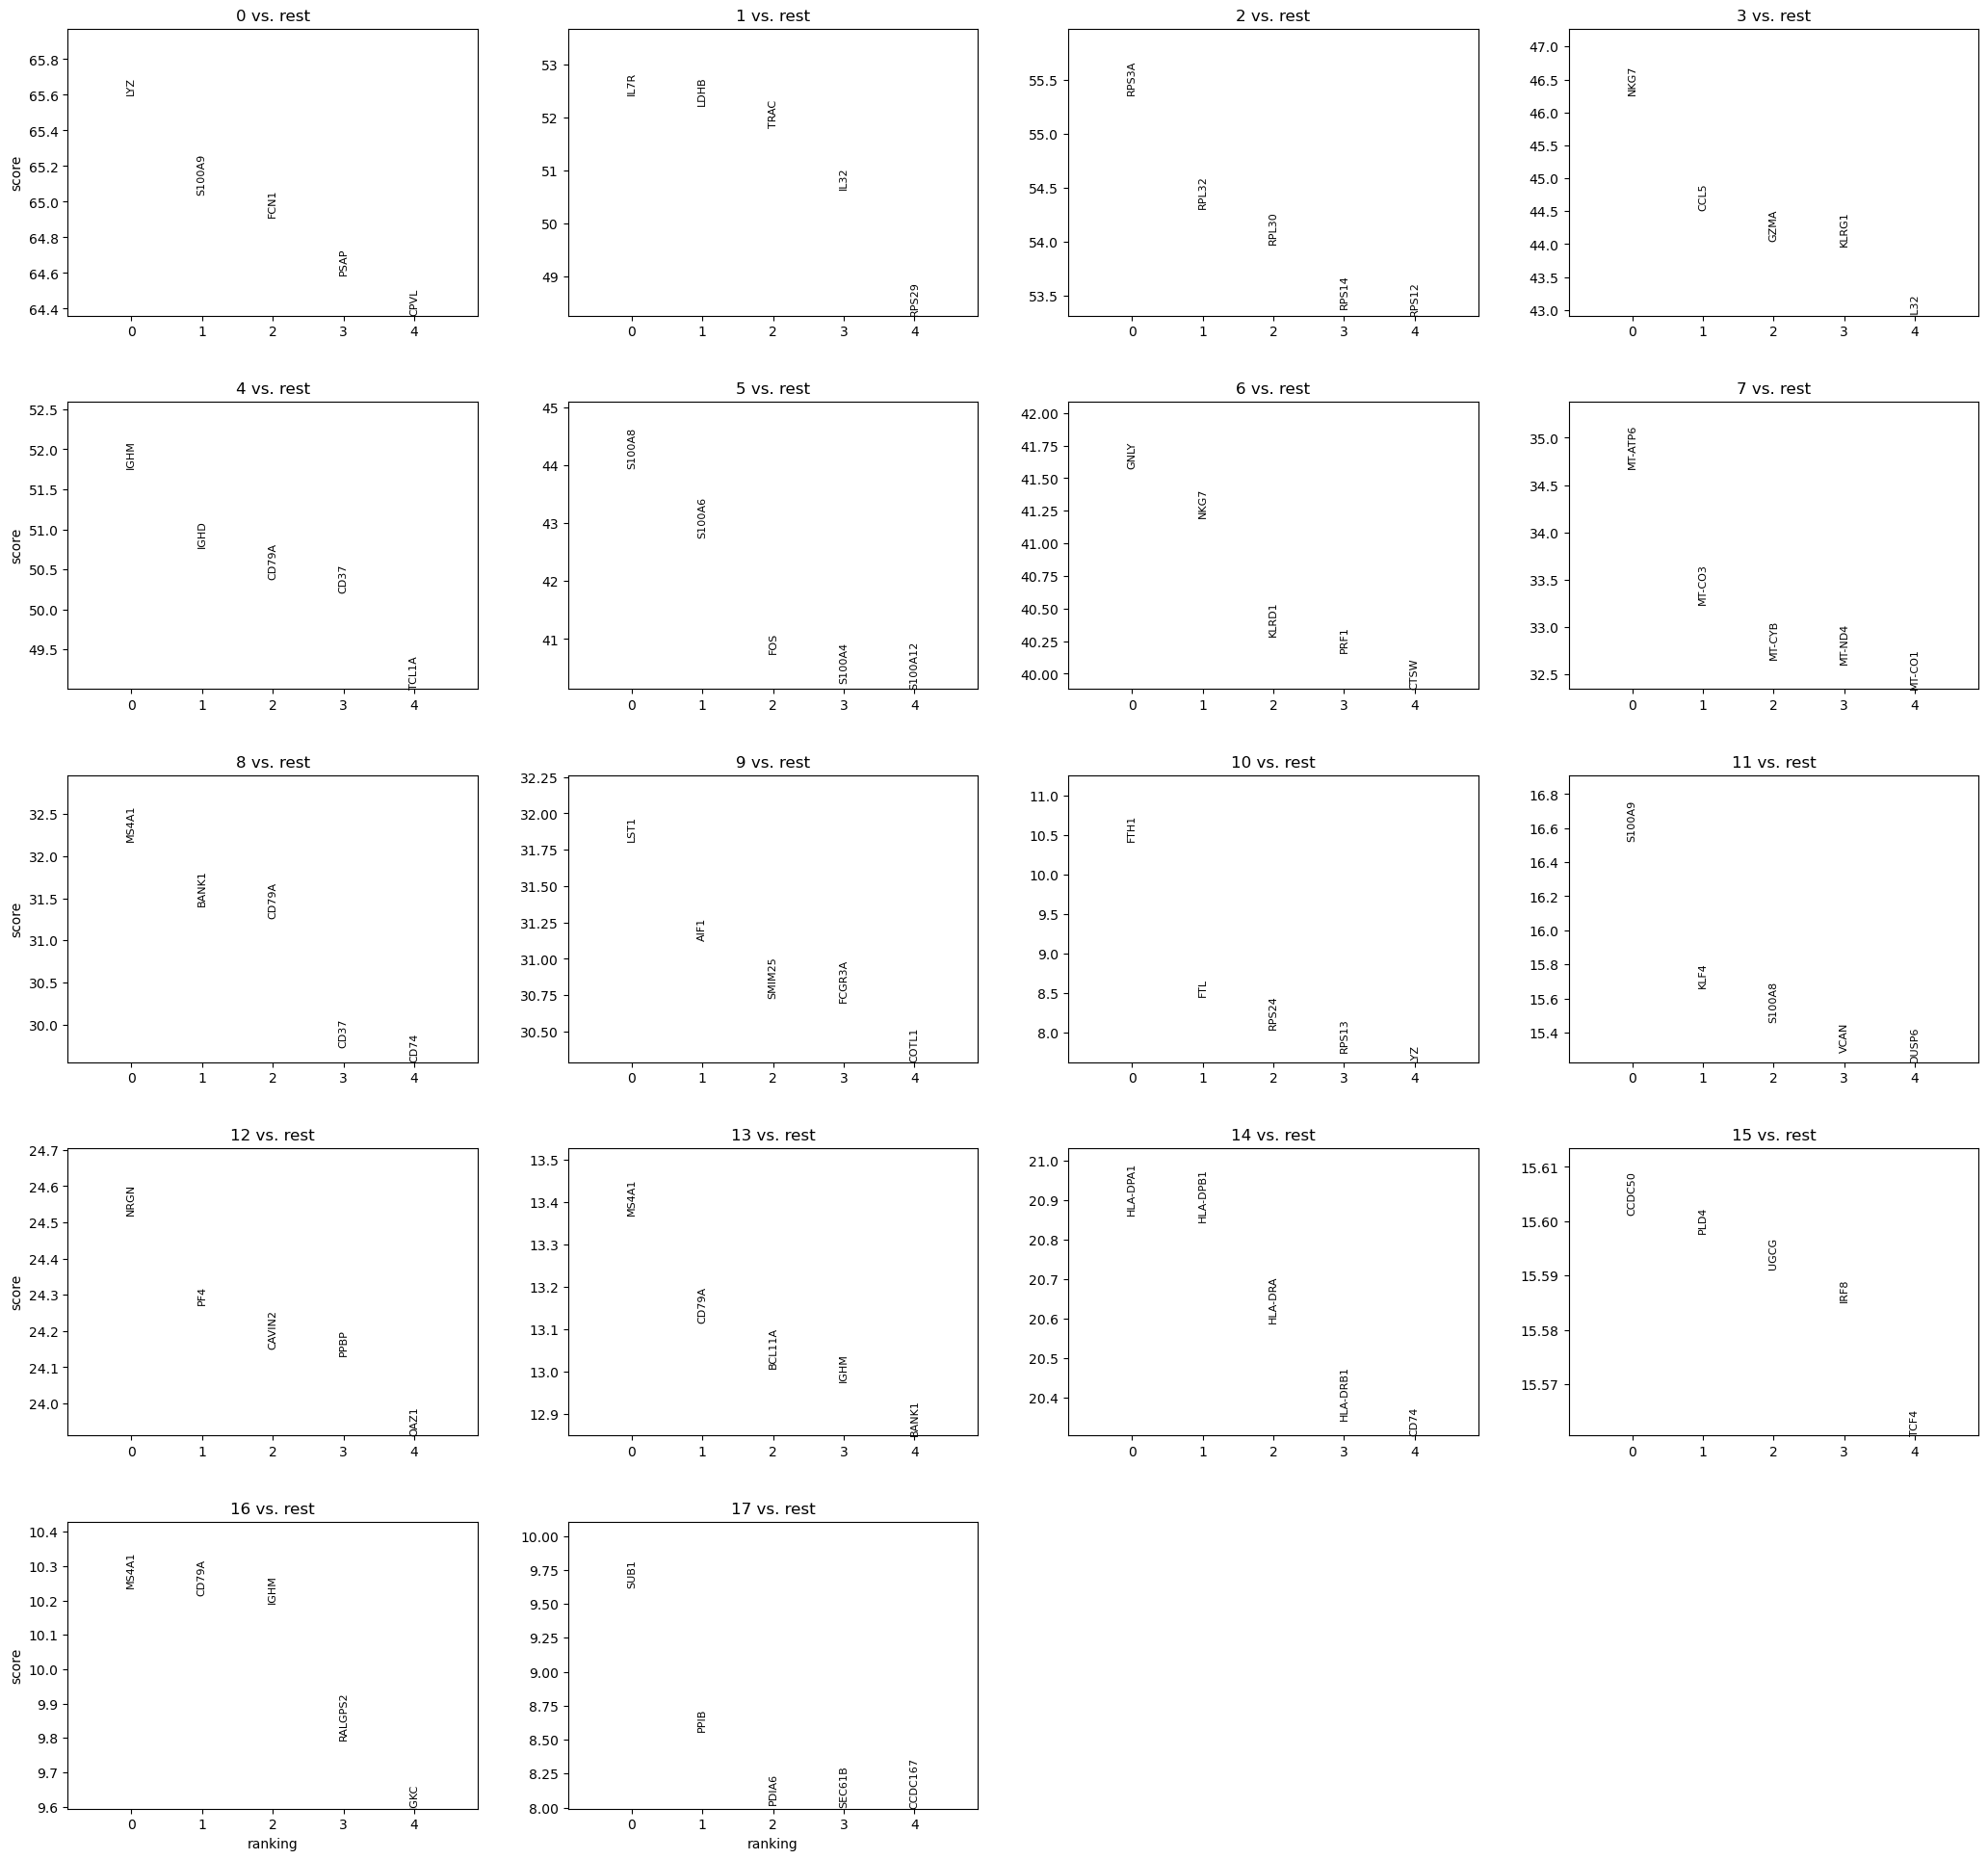 0 vs. rest
score
65.8
65.6
65.4
65.2
65.0
64.8
64.6
64.4
LYZ
S100A9
FCN1
PSAP
CPVL
0 1 2 3 4
1 vs. rest
53
52
51
50
49
IL7R
LDHB
TRAC
IL32
RPS29
0 1 2 3 4
2 vs. rest
55.5
55.0
54.5
54.0
53.5
RPS3A
RPL32
RPL30
RPS14
RPS12
0 1 2 3 4
3 vs. rest
47.0
46.5
46.0
45.5
45.0
44.5
44.0
43.5
43.0
NKG7
CCL5
GZMA
KLRG1
IL32
0 1 2 3 4
4 vs. rest
score
52.5
52.0
51.5
51.0
50.5
50.0
49.5
IGHM
IGHD
CD79A
CD37
TCL1A
0 1 2 3 4
5 vs. rest
45
44
43
42
41
S100A8
S100A6
FOS
S100A4
S100A12
0 1 2 3 4
6 vs. rest
42.00
41.75
41.50
41.25
41.00
40.75
40.50
40.25
40.00
GNLY
NKG7
KLRD1
PRF1
CTSW
0 1 2 3 4
7 vs. rest
35.0
34.5
34.0
33.5
33.0
32.5
MT-ATP6
MT-CO3
MT-CYB
MT-ND4
MT-CO1
0 1 2 3 4
8 vs. rest
score
32.5
32.0
31.5
31.0
30.5
30.0
MS4A1
BANK1
CD79A
CD37
CD74
0 1 2 3 4
9 vs. rest
32.25
32.00
31.75
31.50
31.25
31.00
30.75
30.50
LST1
AIF1
SMIM25
FCGR3A
COTL1
0 1 2 3 4
10 vs. rest
11.0
10.5
10.0
9.5
9.0
8.5
8.0
FTH1
FTL
RPS24
RPS13
LYZ
0 1 2 3 4
11 vs. rest
16.8
16.6
16.4
16.2
16.0
15.8
15.6
15.4
S100A9
KLF4
S100A8
VCAN
DUSP6
0 1 2 3 4
12 vs. rest
score
24.7
24.6
24.5
24.4
24.3
24.2
24.1
24.0
NRGN
PF4
CAVIN2
PPBP
OAZ1
0 1 2 3 4
13 vs. rest
13.5
13.4
13.3
13.2
13.1
13.0
12.9
MS4A1
CD79A
BCL11A
IGHM
BANK1
0 1 2 3 4
14 vs. rest
21.0
20.9
20.8
20.7
20.6
20.5
20.4
HLA-DPA1
HLA-DPB1
HLA-DRA
HLA-DRB1
CD74
0 1 2 3 4
15 vs. rest
15.61
15.60
15.59
15.58
15.57
CCDC50
PLD4
UGCG
IRF8
TCF4
0 1 2 3 4
16 vs. rest
score
10.4
10.3
10.2
10.1
10.0
9.9
9.8
9.7
9.6
MS4A1
CD79A
IGHM
RALGPS2
IGKC
0 1 2 3 4
ranking
17 vs. rest
10.00
9.75
9.50
9.25
9.00
8.75
8.50
8.25
8.00
SUB1
PPIB
PDIA6
SEC61B
CCDC167
0 1 2 3 4
ranking